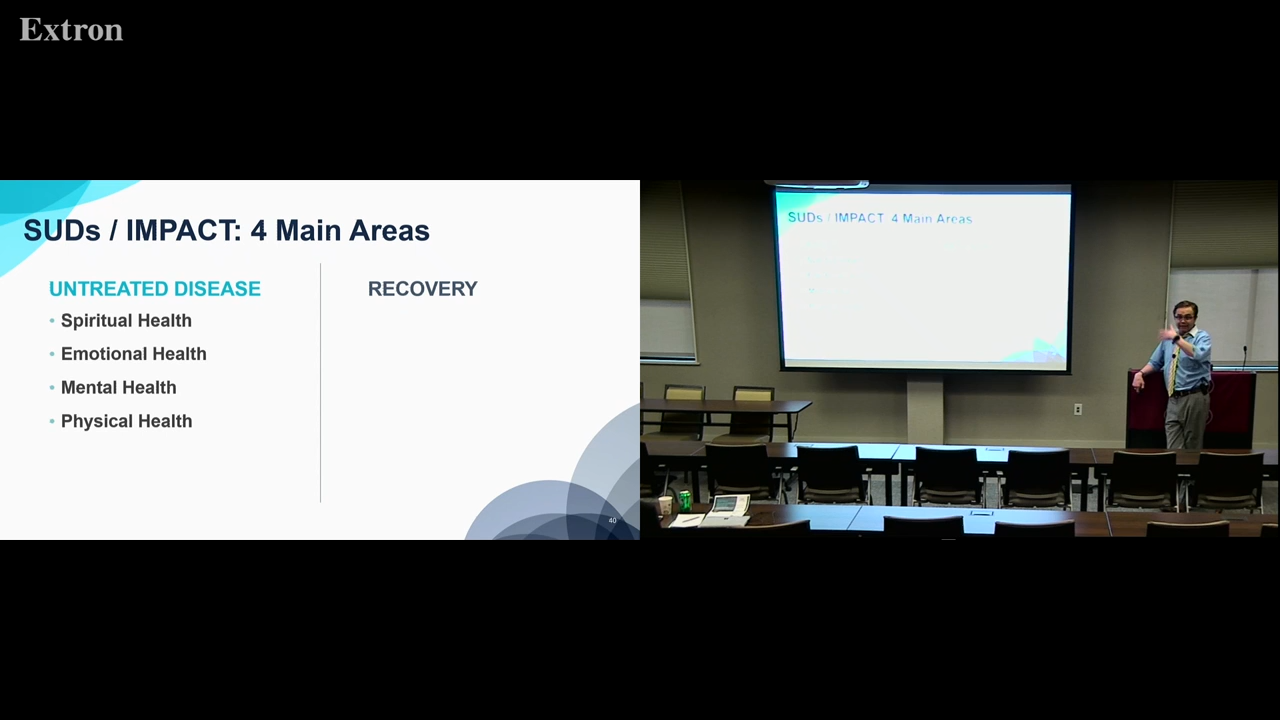 Extron
SUDs / IMPACT: 4 Main Areas
UNTREATED DISEASE
• Spiritual Health
• Emotional Health
• Mental Health
• Physical Health
RECOVERY
40
SUDs / IMPACT 4 Main Areas